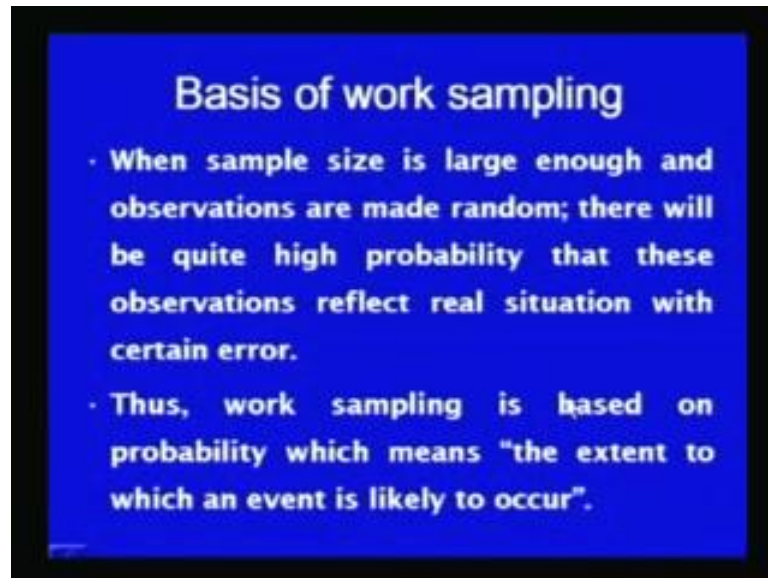 Basis of work sampling
· When sample size is large enough and
observations are made random; there will
be quite high probability that these
observations reflect real situation with
certain error.
· Thus, work sampling is based on
probability which means "the extent to
which an event is likely to occur".